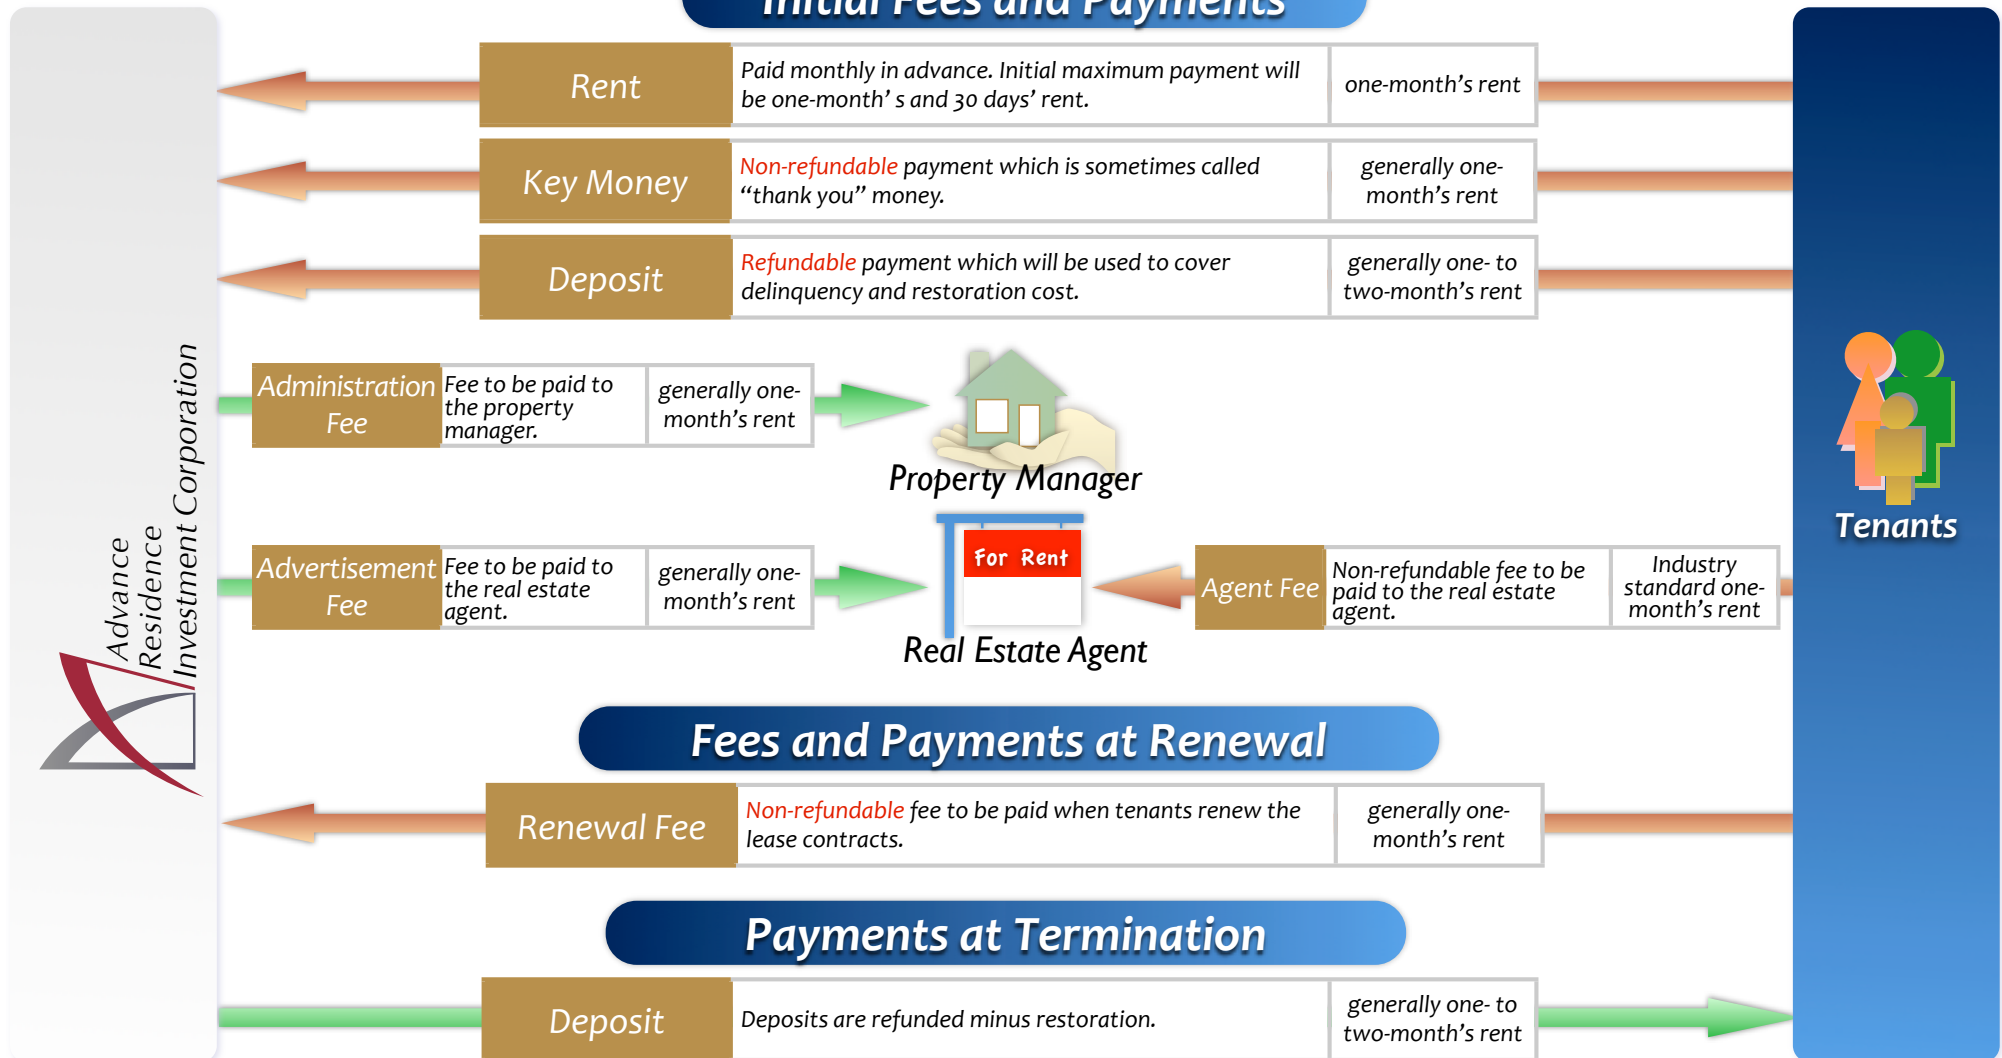 Initial Fees and Payments
Rent
Paid monthly in advance. Initial maximum payment will
be one-month' s and 30 days' rent.
one-month's rent
Key Money
Non-refundable payment which is sometimes called
“thank you” money.
generally one-
month's rent
Deposit
Refundable payment which will be used to cover
delinquency and restoration cost.
generally one- to
two-month's rent
Administration
Fee
Fee to be paid to
the property
manager.
generally one-
month's rent
Property Manager
Advance
Residence
Investment Corporation
Tenants
Advertisement
Fee
Fee to be paid to
the real estate
agent.
generally one-
month's rent
For Rent
Real Estate Agent
Agent Fee
Non-refundable fee to be
paid to the real estate
agent.
Industry
standard one-
month's rent
Fees and Payments at Renewal
Renewal Fee
Non-refundable fee to be paid when tenants renew the
lease contracts.
generally one-
month's rent
Payments at Termination
Deposit
Deposits are refunded minus restoration.
generally one- to
two-month's rent